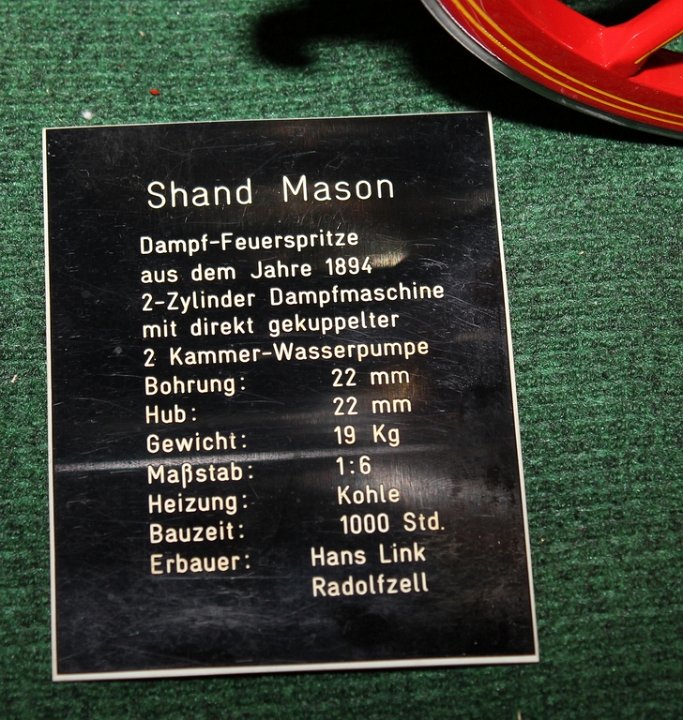 Shand Mason
Dampf-Feuerspritze
aus dem Jahre 1894
2-Zylinder Dampfmaschine
mit direkt gekuppelter
2 Kammer-Wasserpumpe
Bohrung: 22 mm
Hub: 22 mm
Gewicht: 19 Kg
Maßstab: 1:6
Heizung: Kohle
Bauzeit: 1000 Std.
Erbauer: Hans Link
Radolfzell